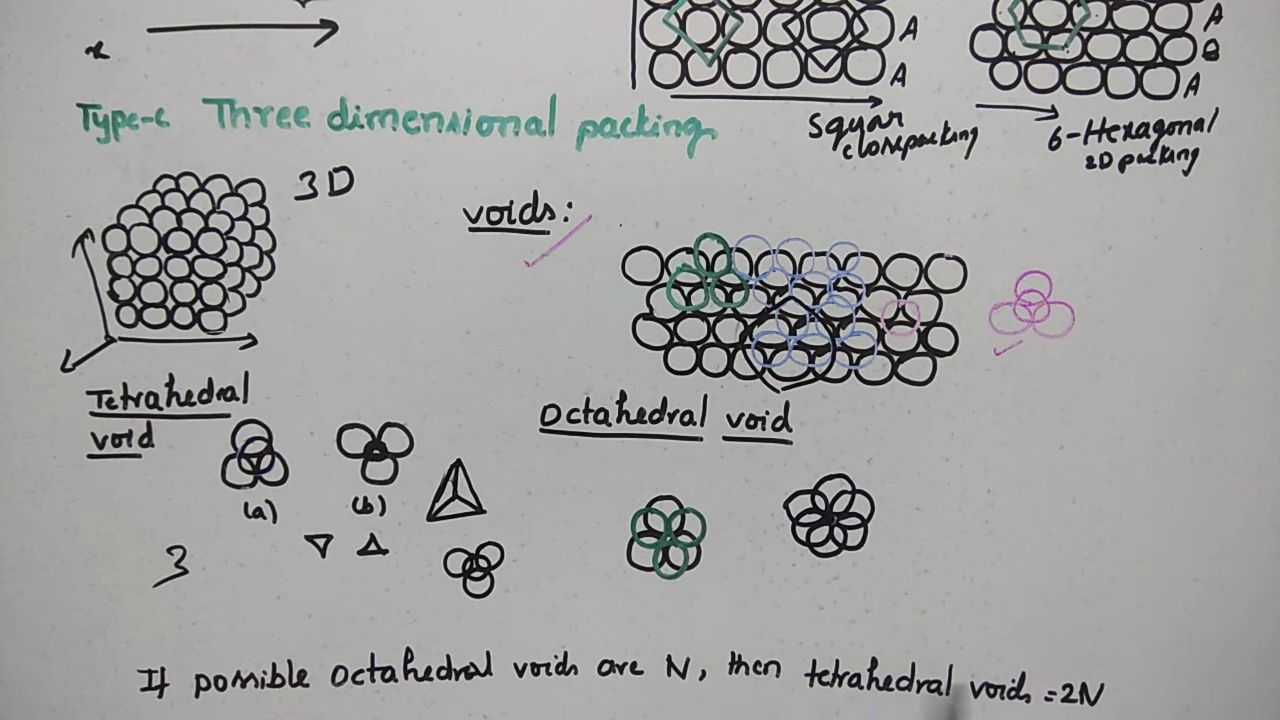 x
A
A
Squar
closepacking
A
B
A
6-Hexagonal
2D packing
Type-c Three dimensional packing
3D
voids:
Tetrahedral
void
(a)
(b)
3
Octahedral void
If possible octahedral voids are N, then tetrahedral voids = 2N